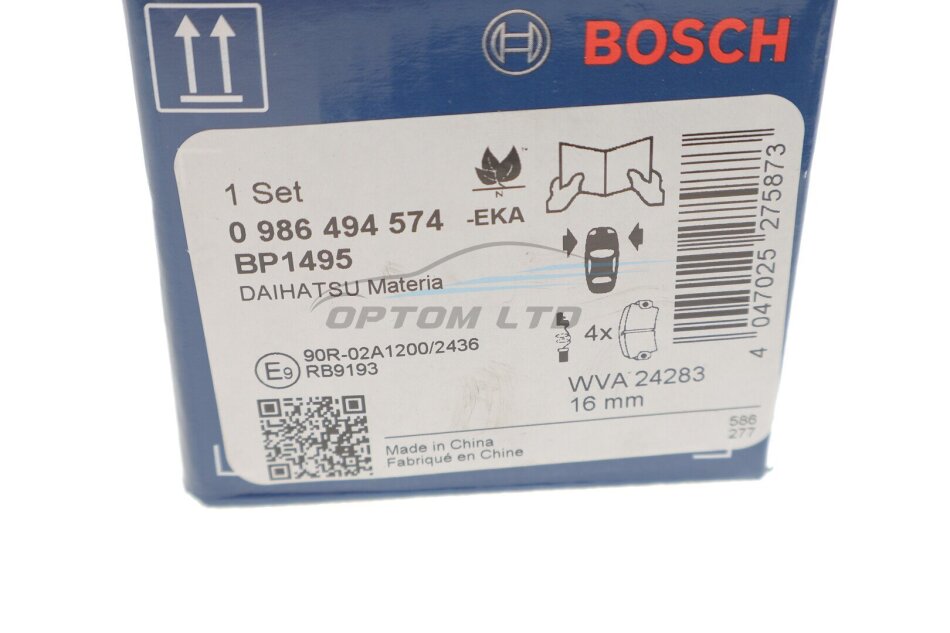 BOSCH
1 Set
0 986 494 574 -EKA
BP1495
DAIHATSU Materia
OPTOM LTD
4x
E9
90R-02A1200/2436
RB9193
WVA 24283
16 mm
Made in China
Fabriqué en Chine
586
277
4 047025 275873
N
TM